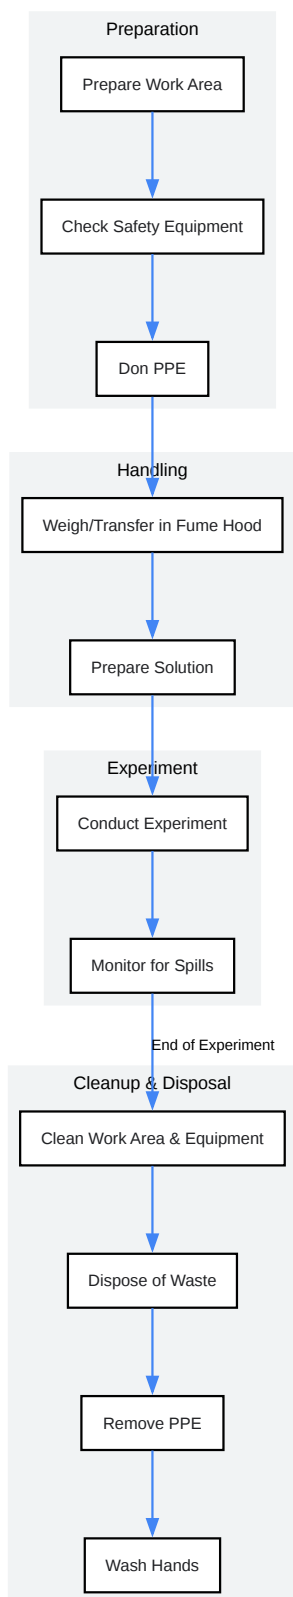 Preparation
Prepare Work Area
Check Safety Equipment
Don PPE
Handling
Weigh/Transfer in Fume Hood
Prepare Solution
Experiment
Conduct Experiment
Monitor for Spills
End of Experiment
Cleanup & Disposal
Clean Work Area & Equipment
Dispose of Waste
Remove PPE
Wash Hands